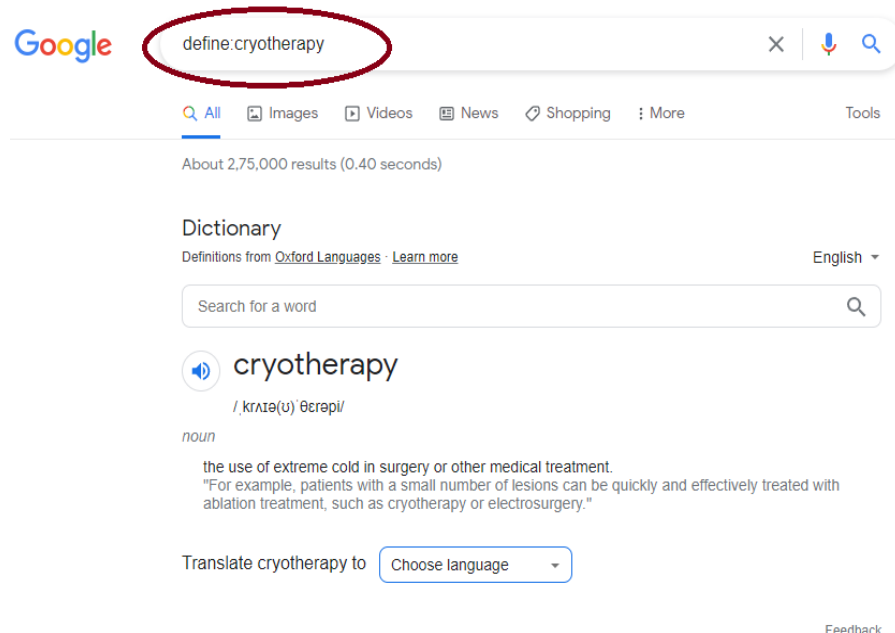 Google
define:cryotherapy
All Images Videos News Shopping More Tools
About 2,75,000 results (0.40 seconds)
Dictionary
Definitions from Oxford Languages · Learn more
English
Search for a word
cryotherapy
/ˌkrʌɪə(ʊ)ˈθɛrəpi/
noun
the use of extreme cold in surgery or other medical treatment.
"For example, patients with a small number of lesions can be quickly and effectively treated with
ablation treatment, such as cryotherapy or electrosurgery."
Translate cryotherapy to Choose language
Feedback